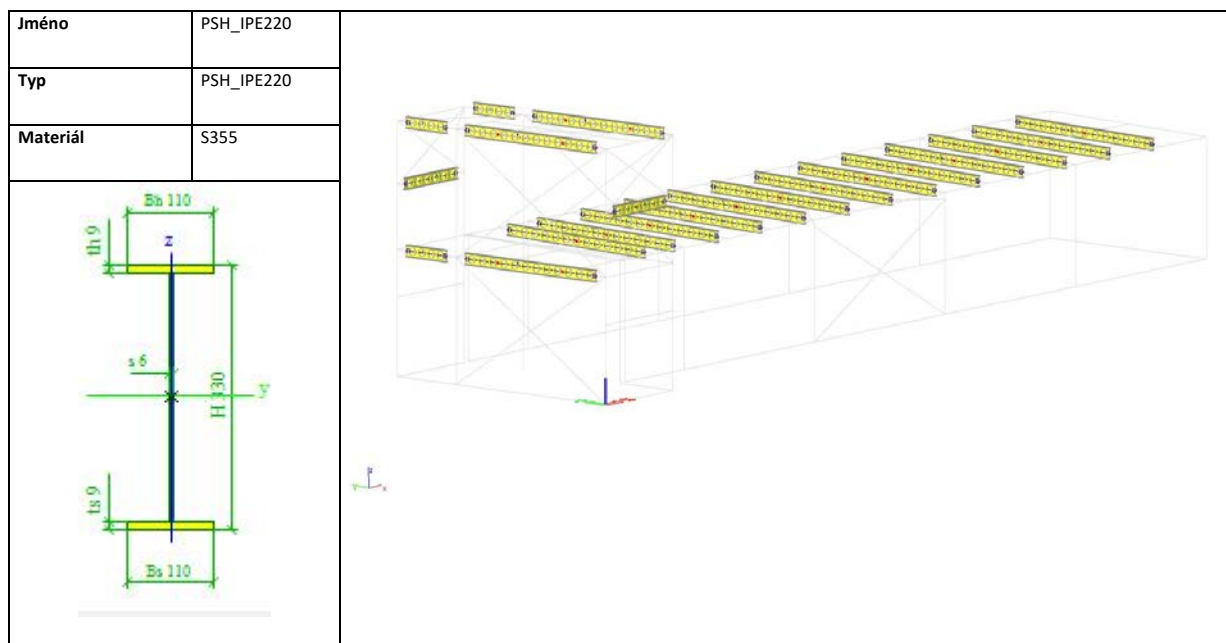 Jméno PSH_IPE220
Typ PSH_IPE220
Materiál S355
Bh 110
th 9
z
s 6
y
H 330
ts 9
Bs 110